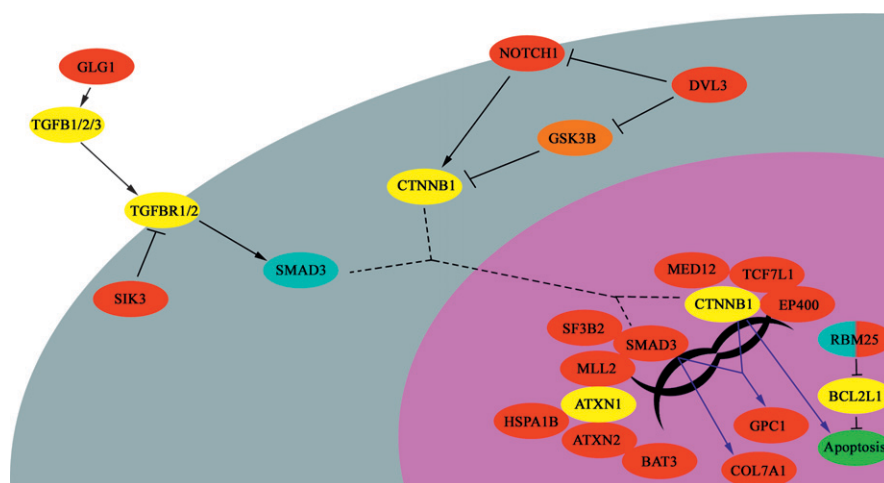 NOTCH1
GLG1
DVL3
TGFB1/2/3
GSK3B
CTNNB1
TGFBR1/2
SMAD3
MED12
TCF7L1
SIK3
CTNNB1
EP400
SF3B2
SMAD3
RBM25
MLL2
BCL2L1
ATXN1
HSPA1B
GPC1
ATXN2
Apoptosis
BAT3
COL7A1